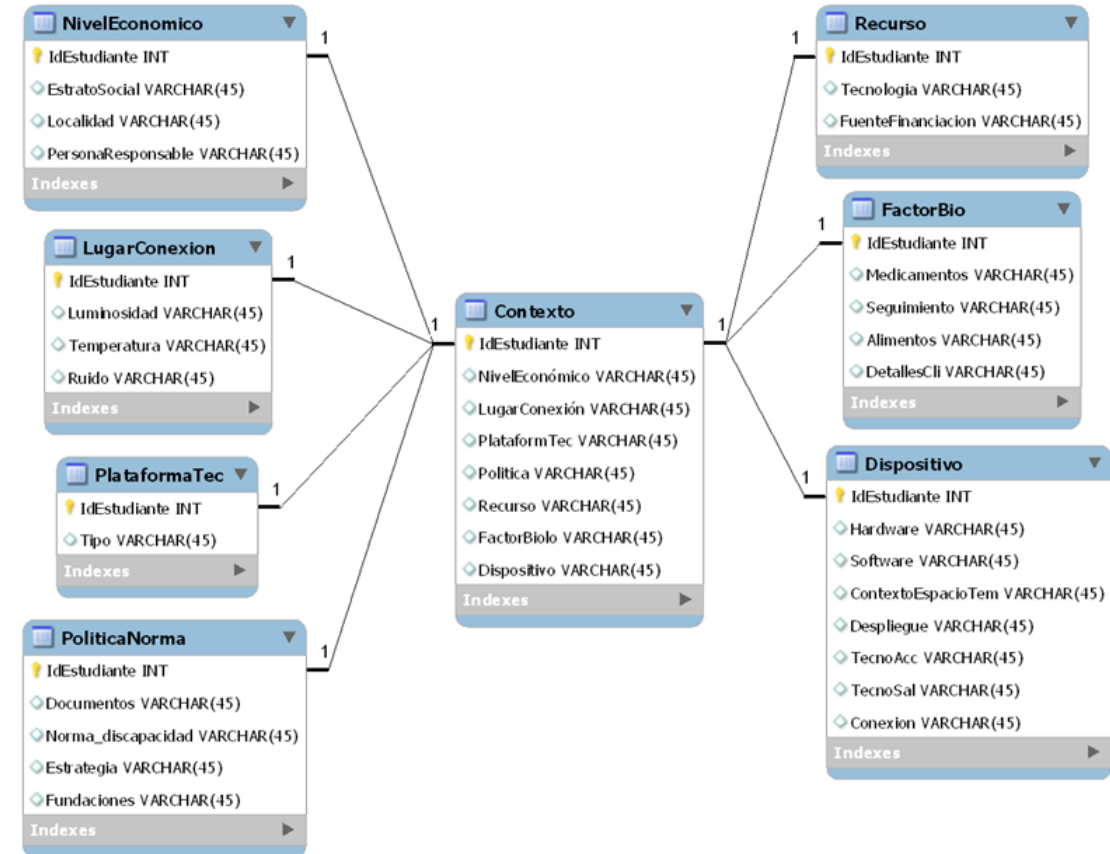 NivelEconomico
IdEstudiante INT
EstratoSocial VARCHAR(45)
Localidad VARCHAR(45)
PersonaResponsable VARCHAR(45)
Indexes
1
LugarConexion
IdEstudiante INT
Luminosidad VARCHAR(45)
Temperatura VARCHAR(45)
Ruido VARCHAR(45)
Indexes
1
PlataformaTec
IdEstudiante INT
Tipo VARCHAR(45)
Indexes
1
PoliticaNorma
IdEstudiante INT
Documentos VARCHAR(45)
Norma_discapacidad VARCHAR(45)
Estrategia VARCHAR(45)
Fundaciones VARCHAR(45)
Indexes
1
1
Contexto
IdEstudiante INT
NivelEconómico VARCHAR(45)
LugarConexión VARCHAR(45)
PlataformTec VARCHAR(45)
Politica VARCHAR(45)
Recurso VARCHAR(45)
FactorBiolo VARCHAR(45)
Dispositivo VARCHAR(45)
Indexes
1
1
Recurso
IdEstudiante INT
Tecnologia VARCHAR(45)
FuenteFinanciacion VARCHAR(45)
Indexes
1
FactorBio
IdEstudiante INT
Medicamentos VARCHAR(45)
Seguimiento VARCHAR(45)
Alimentos VARCHAR(45)
DetallesCli VARCHAR(45)
Indexes
1
Dispositivo
IdEstudiante INT
Hardware VARCHAR(45)
Software VARCHAR(45)
ContextoEspacioTem VARCHAR(45)
Despliegue VARCHAR(45)
TecnoAcc VARCHAR(45)
TecnoSal VARCHAR(45)
Conexion VARCHAR(45)
Indexes